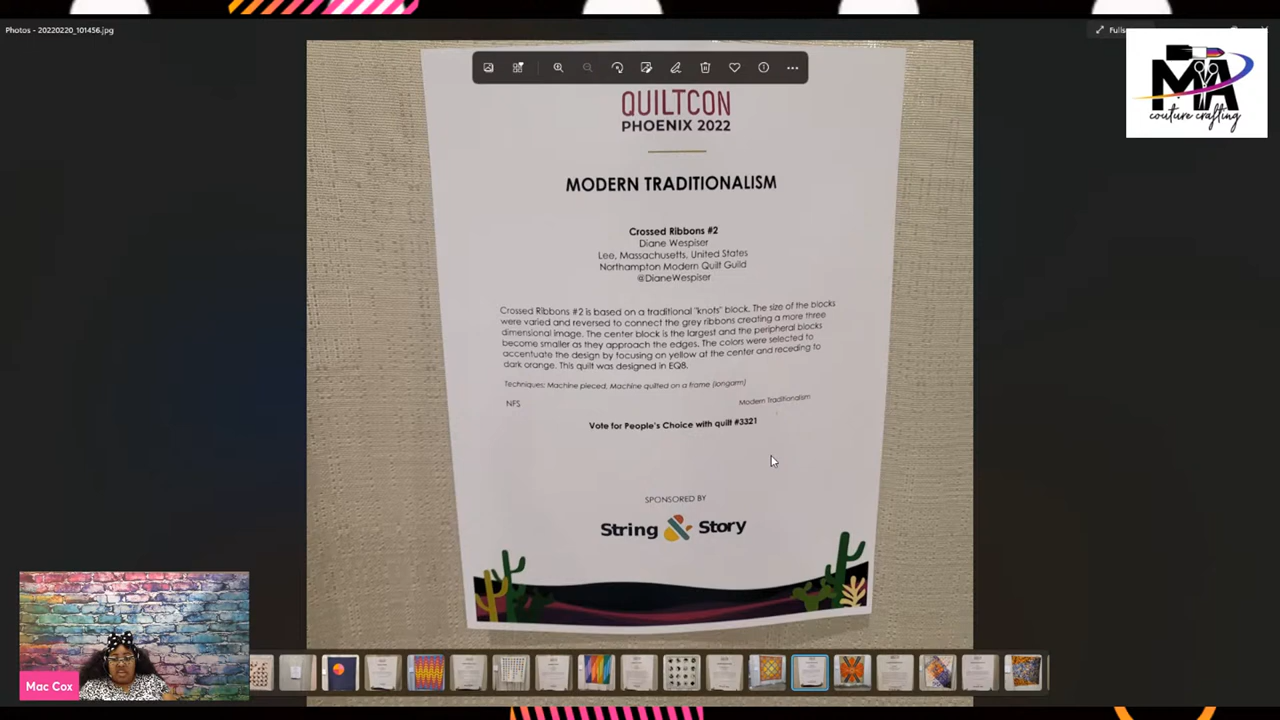 Photos - 20220220_101456.jpg
Fulls
MA
couture crafting
QUILTCON
PHOENIX 2022
MODERN TRADITIONALISM
Crossed Ribbons #2
Diane Wespiser
Lee, Massachusetts, United States
Northampton Modern Quilt Guild
@DianeWespiser
Crossed Ribbons #2 is based on a traditional "knots" block. The size of the blocks
were varied and reversed to connect the grey ribbons creating a more three
dimensional image. The center block is the largest and the peripheral blocks
become smaller as they approach the edges. The colors were selected to
accentuate the design by focusing on yellow at the center and receding to
dark orange. This quilt was designed in EQ8.
Techniques: Machine pieced, Machine quilted on a frame (longarm)
NFS Modern Traditionalism
Vote for People's Choice with quilt #3321
SPONSORED BY
String & Story
Mac Cox